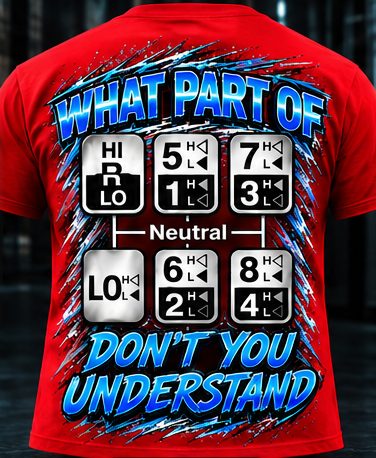 WHAT PART OF
HI R LO
5 H L
1 H L
7 H L
3 H L
Neutral
LO H L
6 H L
2 H L
8 H L
4 H L
DON'T YOU
UNDERSTAND